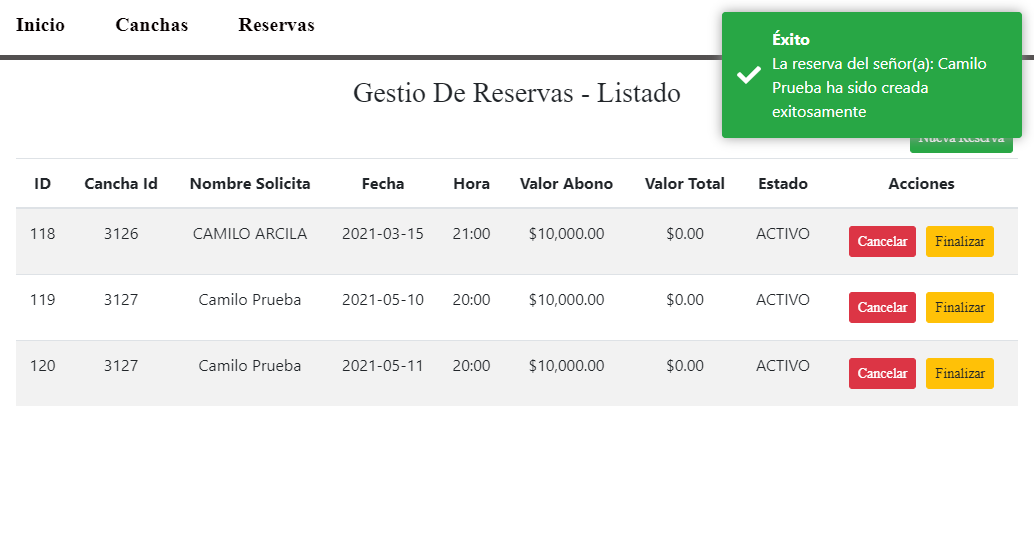 Inicio Canchas Reservas
Éxito
La reserva del señor(a): Camilo
Prueba ha sido creada
exitosamente
Gestio De Reservas - Listado
Nueva Reserva
ID Cancha Id Nombre Solicita Fecha Hora Valor Abono Valor Total Estado Acciones
118 3126 CAMILO ARCILA 2021-03-15 21:00 $10,000.00 $0.00 ACTIVO Cancelar Finalizar
119 3127 Camilo Prueba 2021-05-10 20:00 $10,000.00 $0.00 ACTIVO Cancelar Finalizar
120 3127 Camilo Prueba 2021-05-11 20:00 $10,000.00 $0.00 ACTIVO Cancelar Finalizar